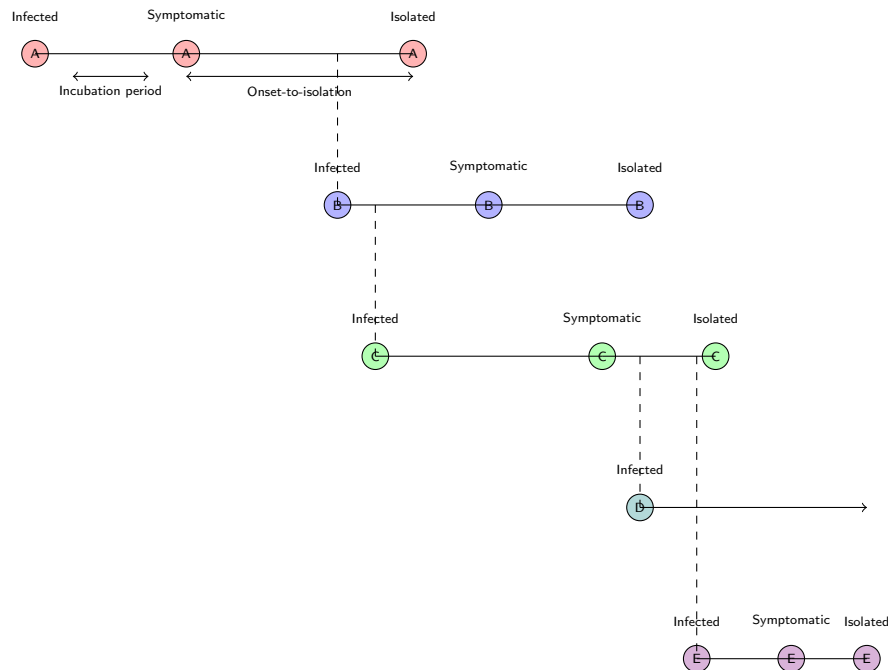 Infected Symptomatic Isolated
A A A
Incubation period Onset-to-isolation
Infected Symptomatic Isolated
B B B
Infected Symptomatic Isolated
C C C
Infected
D
Infected Symptomatic Isolated
E E E